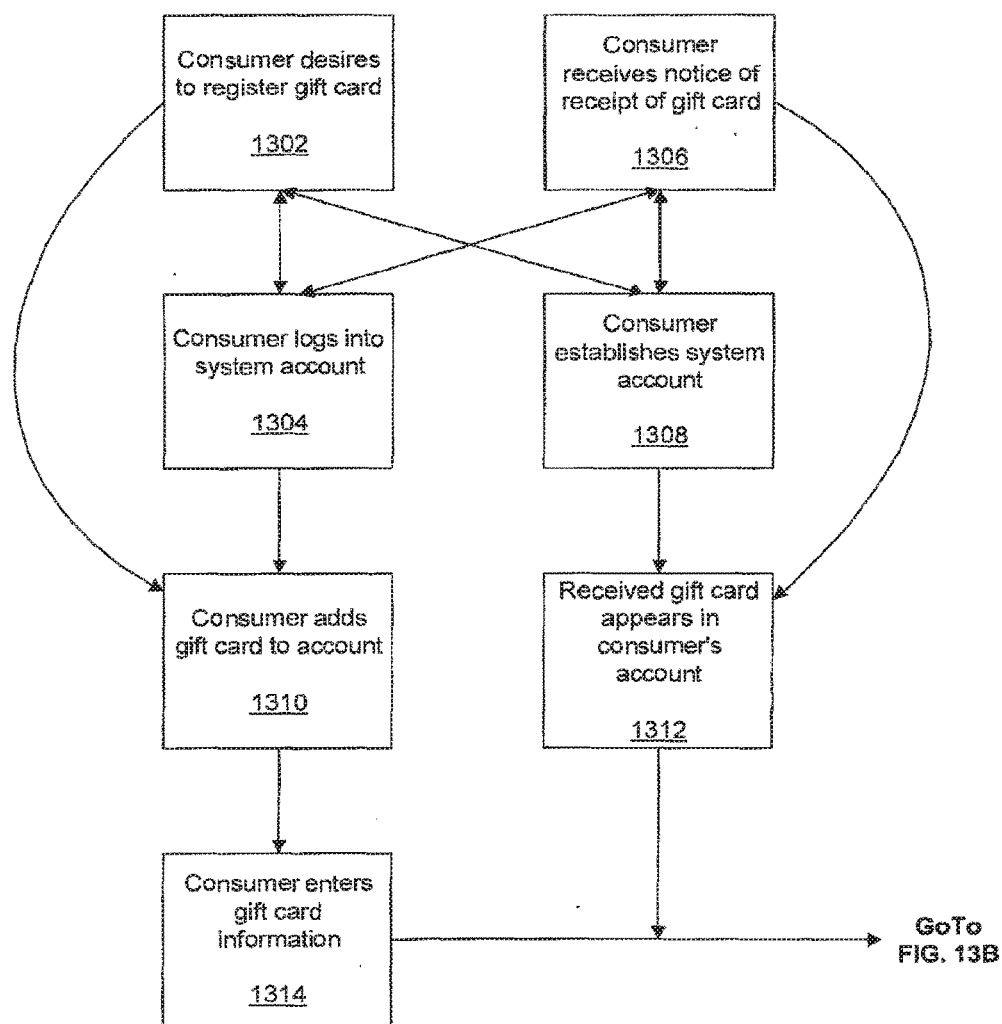 Consumer desires
to register gift card
1302
Consumer
receives notice of
receipt of gift card
1306
Consumer logs into
system account
1304
Consumer
establishes system
account
1308
Consumer adds
gift card to account
1310
Received gift card
appears in
consumer's
account
1312
Consumer enters
gift card
information
1314
GoTo
FIG. 13B